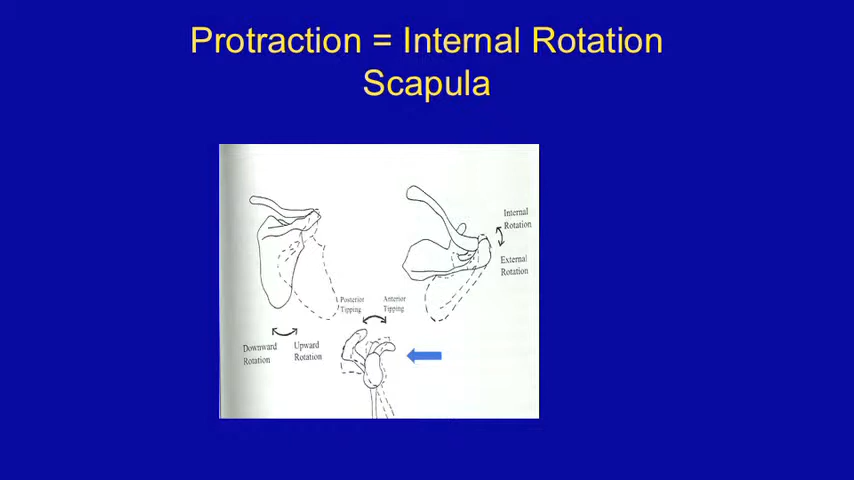 Protraction = Internal Rotation
Scapula
Internal
Rotation
External
Rotation
Posterior
Tipping
Anterior
Tipping
Downward
Rotation
Upward
Rotation